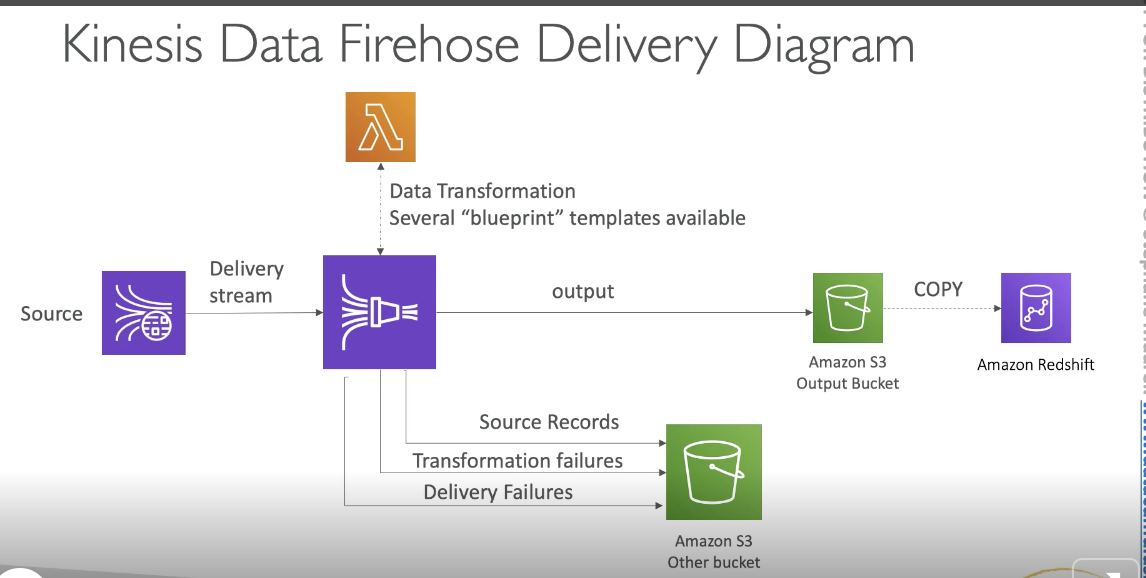 Kinesis Data Firehose Delivery Diagram
Data Transformation
Several “blueprint” templates available
Delivery
stream
Source
output
COPY
Amazon S3
Output Bucket
Amazon Redshift
Source Records
Transformation failures
Delivery Failures
Amazon S3
Other bucket